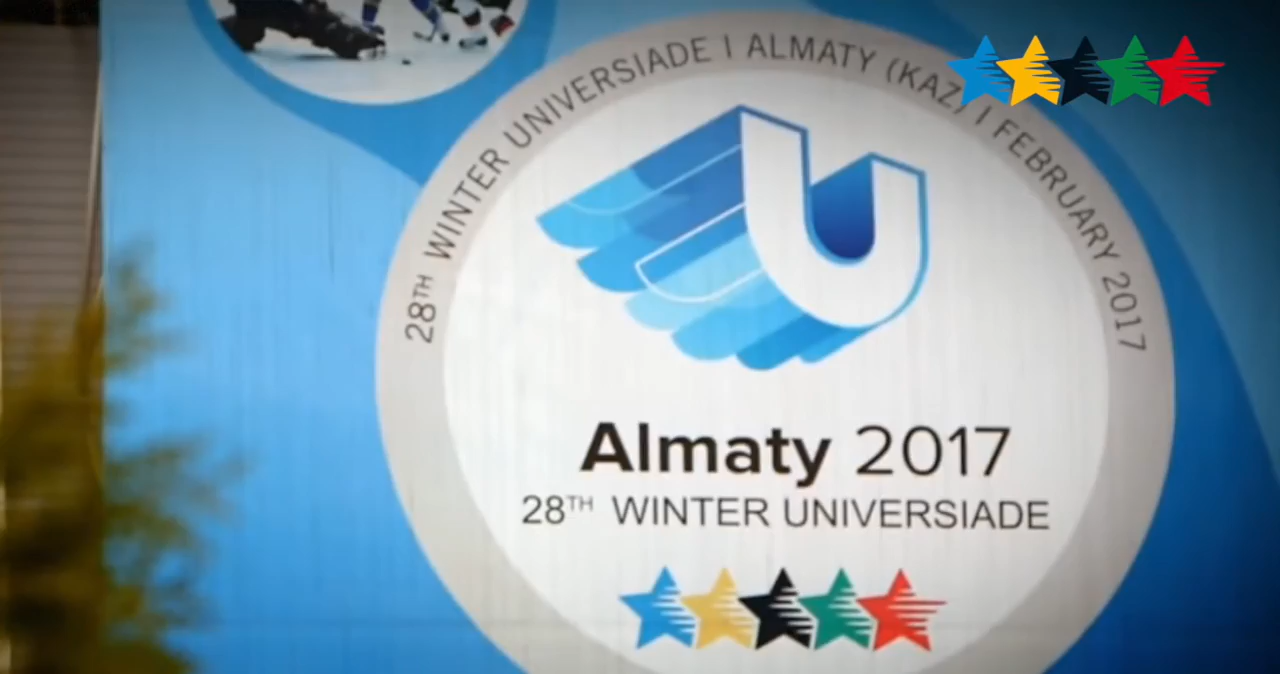 28TH WINTER UNIVERSIADE | ALMATY (KAZ) | FEBRUARY 2017
U
Almaty 2017
28TH WINTER UNIVERSIADE